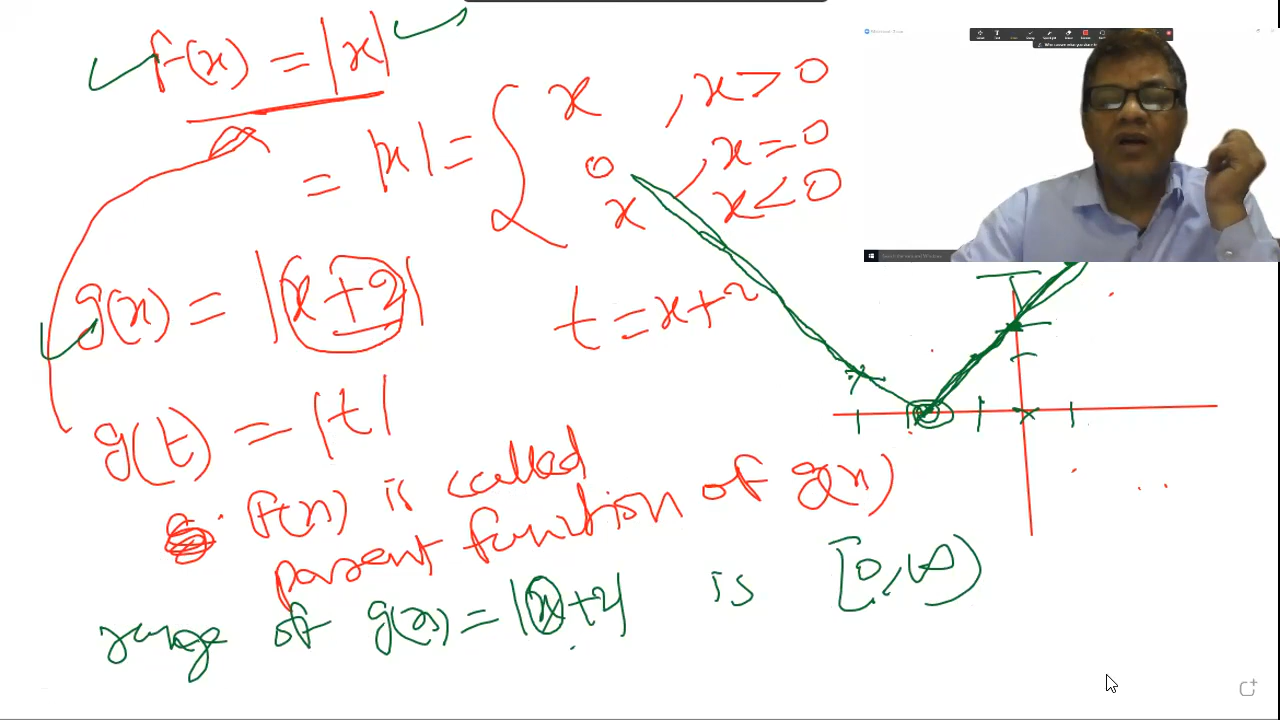 f(x) = |x|
= |x| = { x , x > 0
0 , x = 0
x x < 0
g(x) = |x+2| t = x+2
g(t) = |t|
f(x) is called
parent function of g(x)
range of g(x) = |x+2| is [0, ∞)